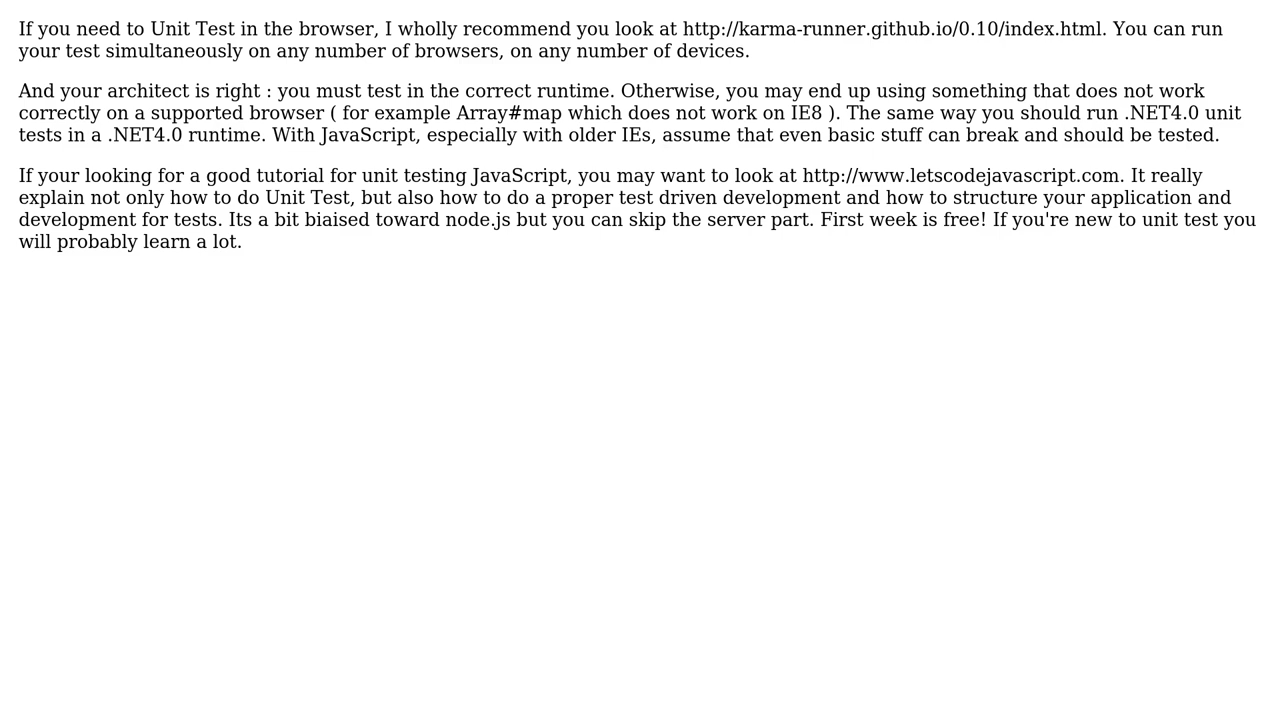 If you need to Unit Test in the browser, I wholly recommend you look at http://karma-runner.github.io/0.10/index.html. You can run
your test simultaneously on any number of browsers, on any number of devices.
And your architect is right : you must test in the correct runtime. Otherwise, you may end up using something that does not work
correctly on a supported browser ( for example Array#map which does not work on IE8 ). The same way you should run .NET4.0 unit
tests in a .NET4.0 runtime. With JavaScript, especially with older IEs, assume that even basic stuff can break and should be tested.
If your looking for a good tutorial for unit testing JavaScript, you may want to look at http://www.letscodejavascript.com. It really
explain not only how to do Unit Test, but also how to do a proper test driven development and how to structure your application and
development for tests. Its a bit biaised toward node.js but you can skip the server part. First week is free! If you're new to unit test you
will probably learn a lot.